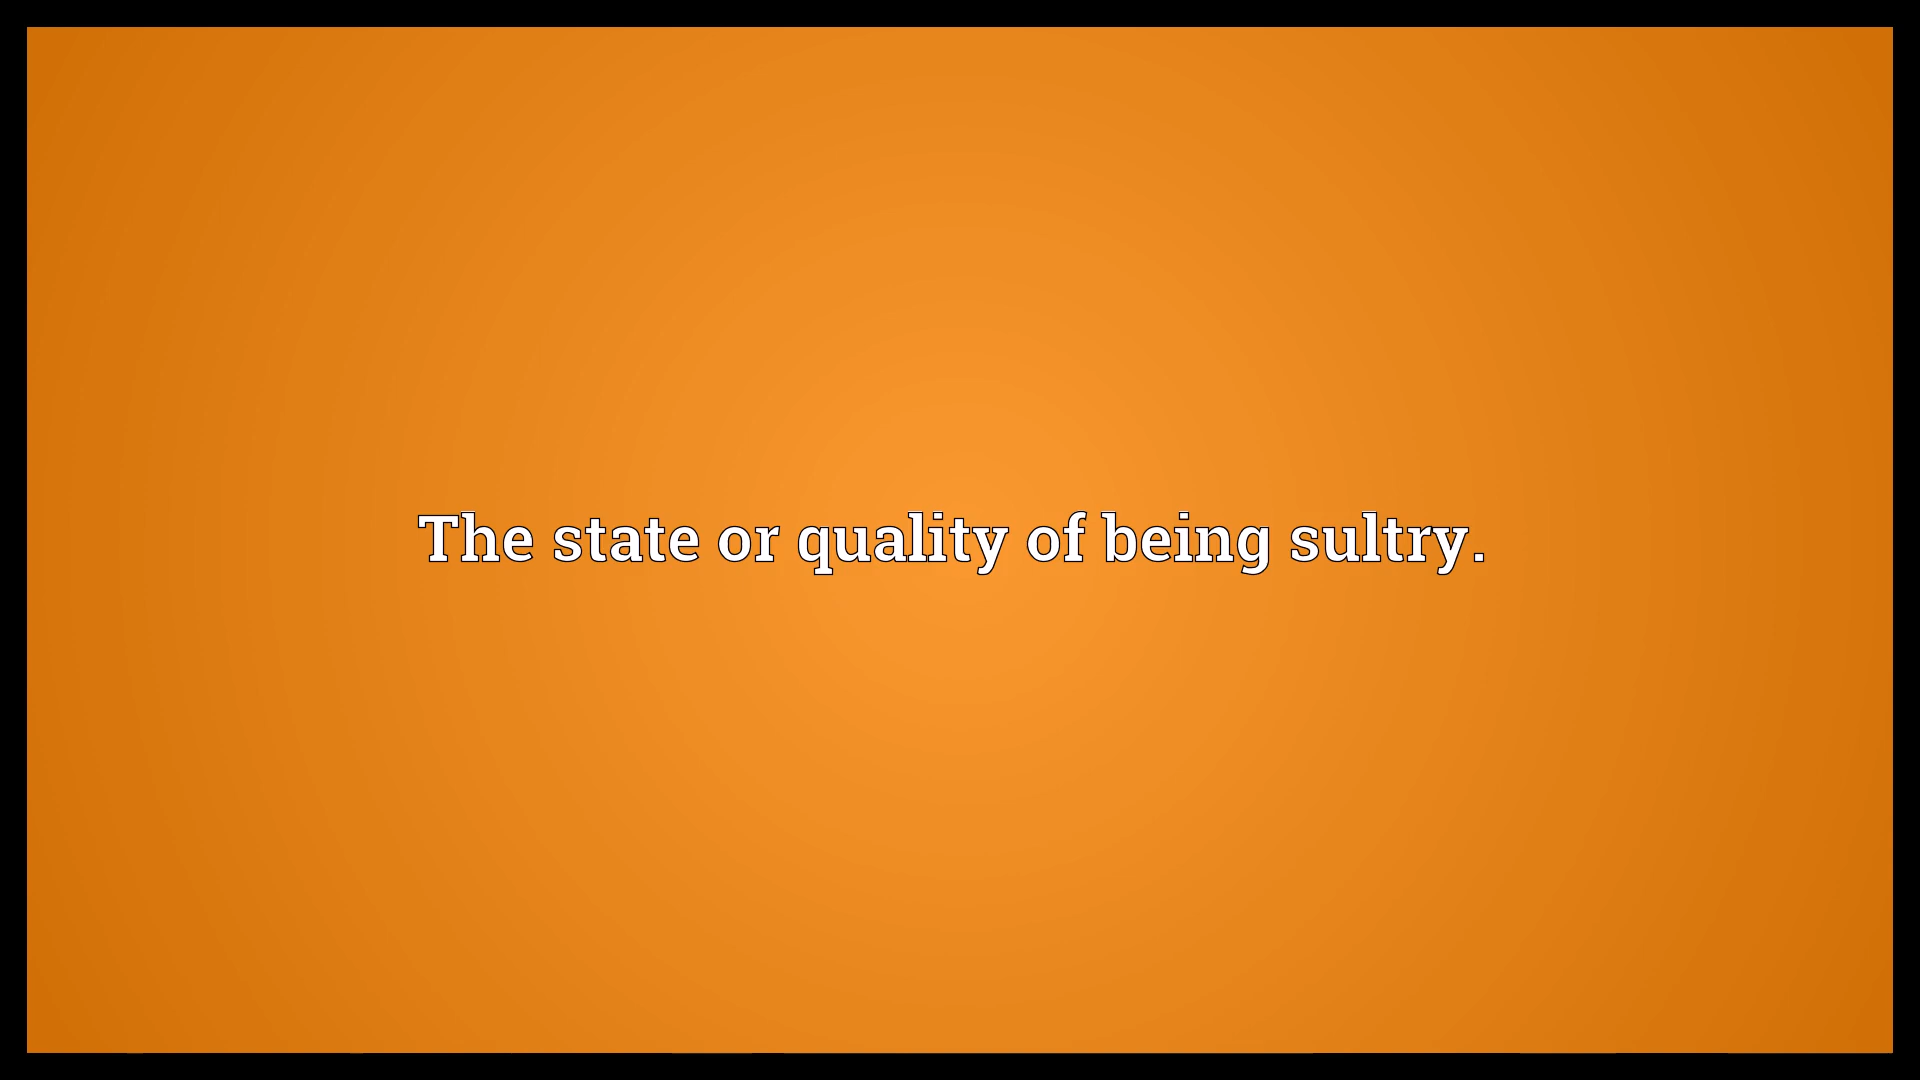 The state or quality of being sultry.